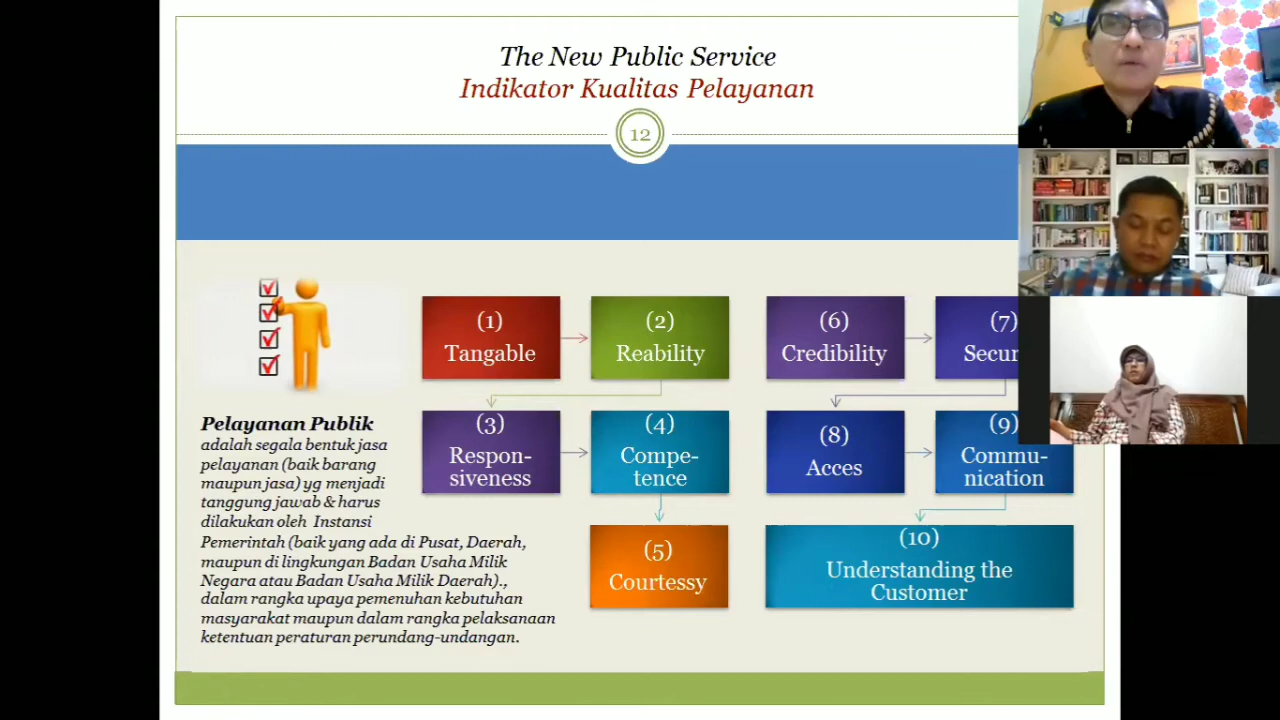 The New Public Service
Indikator Kualitas Pelayanan
12
(1)
Tangable
(2)
Reability
(6)
Credibility
(7)
(3)
Respon-
siveness
(4)
Compe-
tence
(8)
Acces
(9)
Commu-
nication
(5)
Courtessy
(10)
Understanding the
Customer
Pelayanan Publik
adalah segala bentuk jasa
pelayanan (baik barang
maupun jasa) yg menjadi
tanggung jawab & harus
dilakukan oleh Instansi
Pemerintah (baik yang ada di Pusat, Daerah,
maupun di lingkungan Badan Usaha Milik
Negara atau Badan Usaha Milik Daerah).,
dalam rangka upaya pemenuhan kebutuhan
masyarakat maupun dalam rangka pelaksanaan
ketentuan peraturan perundang-undangan.